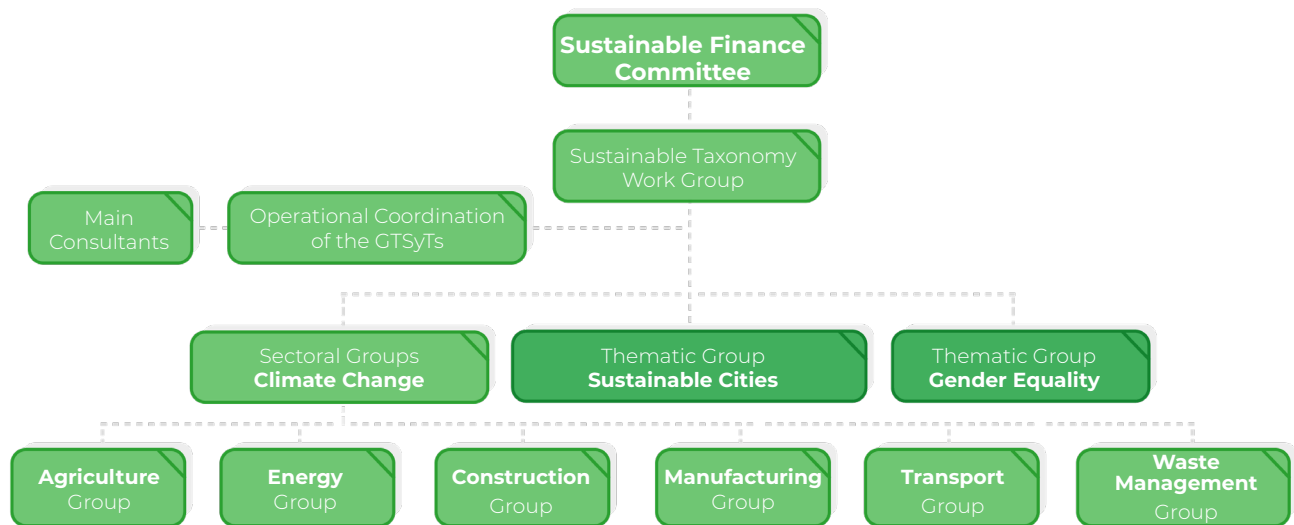 Sustainable Finance
Committee
Sustainable Taxonomy
Work Group
Main
Consultants
Operational Coordination
of the GTSyTs
Sectoral Groups
Climate Change
Thematic Group
Sustainable Cities
Thematic Group
Gender Equality
Agriculture
Group
Energy
Group
Construction
Group
Manufacturing
Group
Transport
Group
Waste
Management
Group